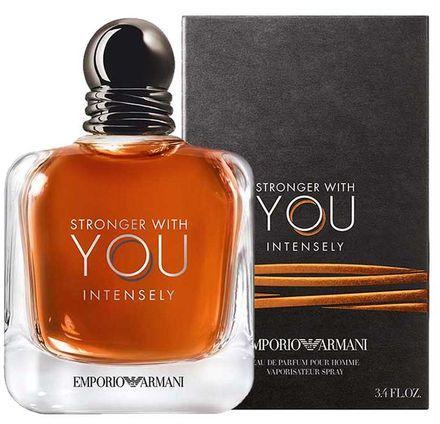 STRONGER WITH
YOU
INTENSELY
EMPORIO ARMANI
STRONGER WITH
YOU
INTENSELY
EMPORIO ARMANI
EAU DE PARFUM POUR HOMME
VAPORISATEUR SPRAY
3.4 FL.OZ.